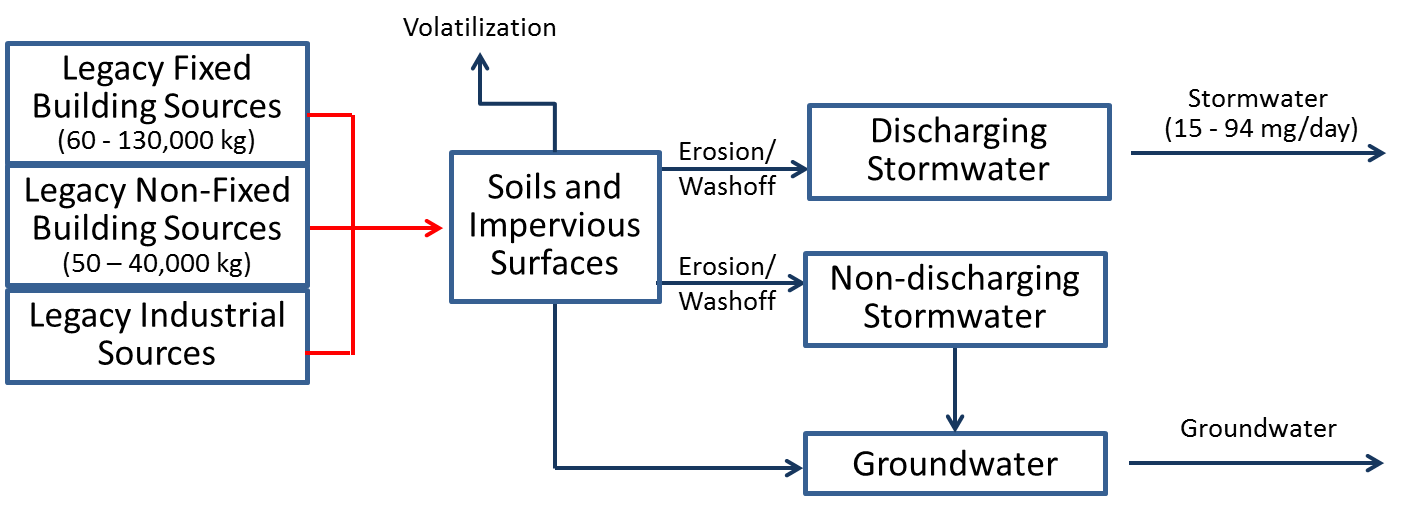 Volatilization
Legacy Fixed
Building Sources
(60 - 130,000 kg)
Legacy Non-Fixed
Building Sources
(50 – 40,000 kg)
Legacy Industrial
Sources
Soils and
Impervious
Surfaces
Erosion/
Washoff
Erosion/
Washoff
Discharging
Stormwater
Non-discharging
Stormwater
Groundwater
Stormwater
(15 - 94 mg/day)
Groundwater